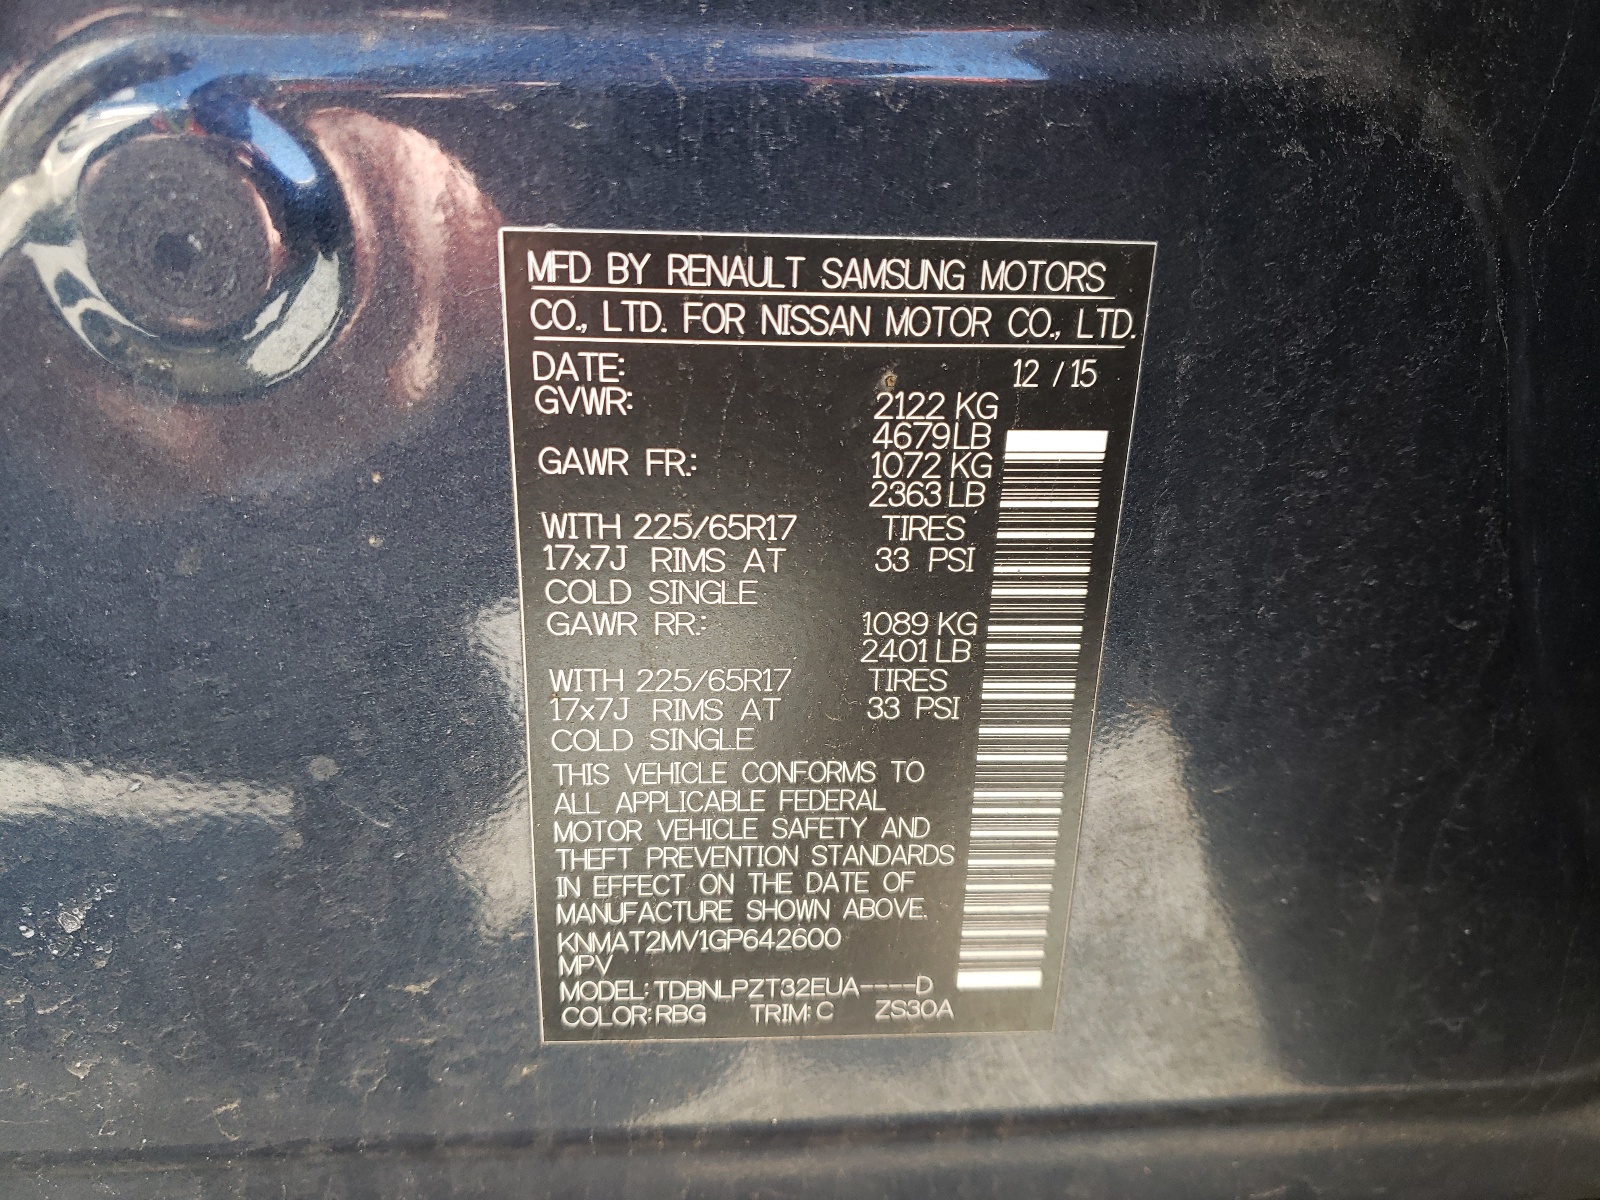 MFD BY RENAULT SAMSUNG MOTORS
CO., LTD. FOR NISSAN MOTOR CO., LTD.
DATE: 12 / 15
GVWR: 2122 KG
4679 LB
GAWR FR.: 1072 KG
2363 LB
WITH 225/65R17 TIRES
17x7J RIMS AT 33 PSI
COLD SINGLE
GAWR RR.: 1089 KG
2401 LB
WITH 225/65R17 TIRES
17x7J RIMS AT 33 PSI
COLD SINGLE
THIS VEHICLE CONFORMS TO
ALL APPLICABLE FEDERAL
MOTOR VEHICLE SAFETY AND
THEFT PREVENTION STANDARDS
IN EFFECT ON THE DATE OF
MANUFACTURE SHOWN ABOVE.
KNMAT2MV1GP642600
MPV
MODEL: TDBNLPZT32EUA----D
COLOR: RBG TRIM: C ZS30A